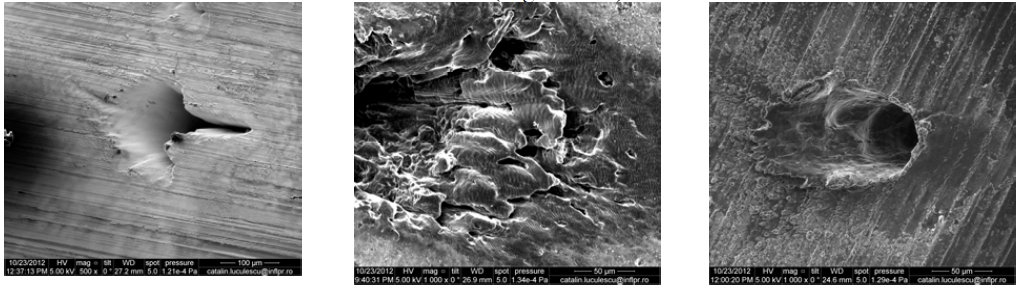 10/23/2012 HV mag tilt WD spot pressure 100 µm
12:37:13 PM 5.00 kV 500 x 0 ° 27.2 mm 5.0 1.21e-4 Pa catalin.luculescu@inflpr.ro
10/23/2012 HV mag tilt WD spot pressure 50 µm
9:40:31 PM 5.00 kV 1 000 x 0 ° 26.9 mm 5.0 1.34e-4 Pa catalin.luculescu@inflpr.ro
10/23/2012 HV mag tilt WD spot pressure 50 µm
12:00:20 PM 5.00 kV 1 000 x 0 ° 24.6 mm 5.0 1.29e-4 Pa catalin.luculescu@inflpr.ro